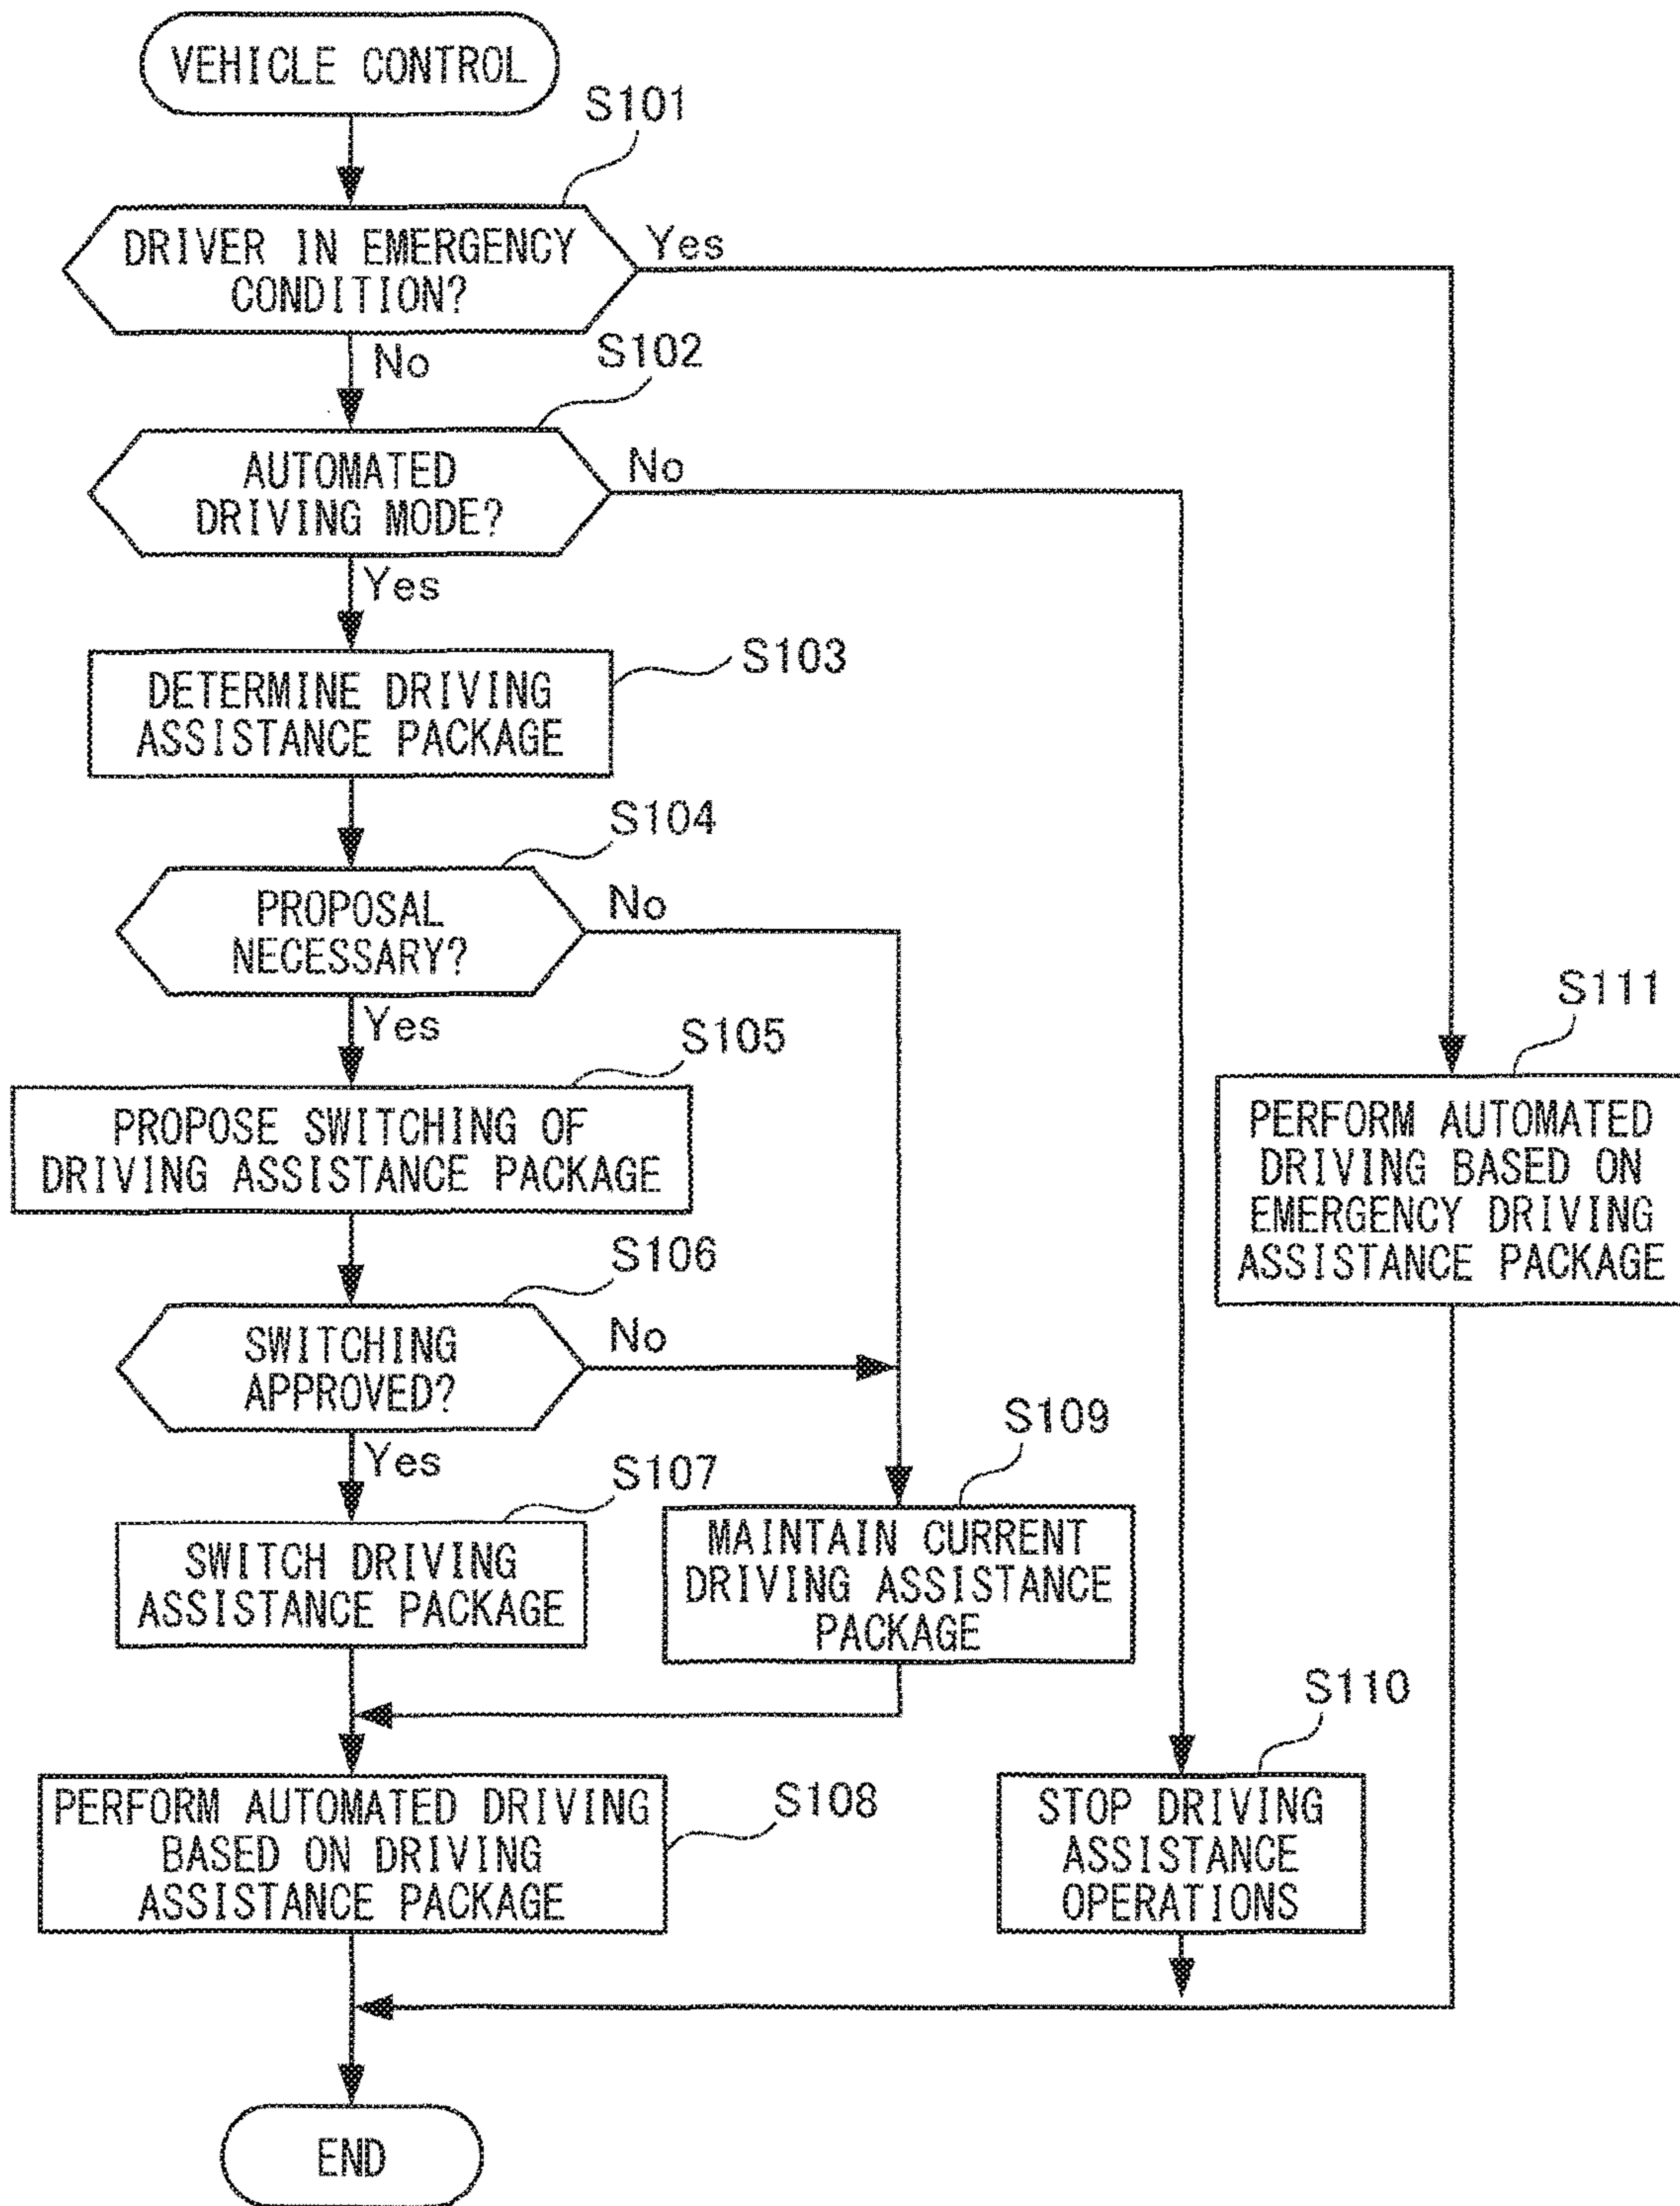 VEHICLE CONTROL
S101
DRIVER IN EMERGENCY
CONDITION?
Yes
No
S102
AUTOMATED
DRIVING MODE?
No
Yes
S103
DETERMINE DRIVING
ASSISTANCE PACKAGE
S104
PROPOSAL
NECESSARY?
No
Yes
S105
PROPOSE SWITCHING OF
DRIVING ASSISTANCE PACKAGE
S106
SWITCHING
APPROVED?
No
Yes
S107
SWITCH DRIVING
ASSISTANCE PACKAGE
S109
MAINTAIN CURRENT
DRIVING ASSISTANCE
PACKAGE
S108
PERFORM AUTOMATED DRIVING
BASED ON DRIVING
ASSISTANCE PACKAGE
S110
STOP DRIVING
ASSISTANCE
OPERATIONS
S111
PERFORM AUTOMATED
DRIVING BASED ON
EMERGENCY DRIVING
ASSISTANCE PACKAGE
END